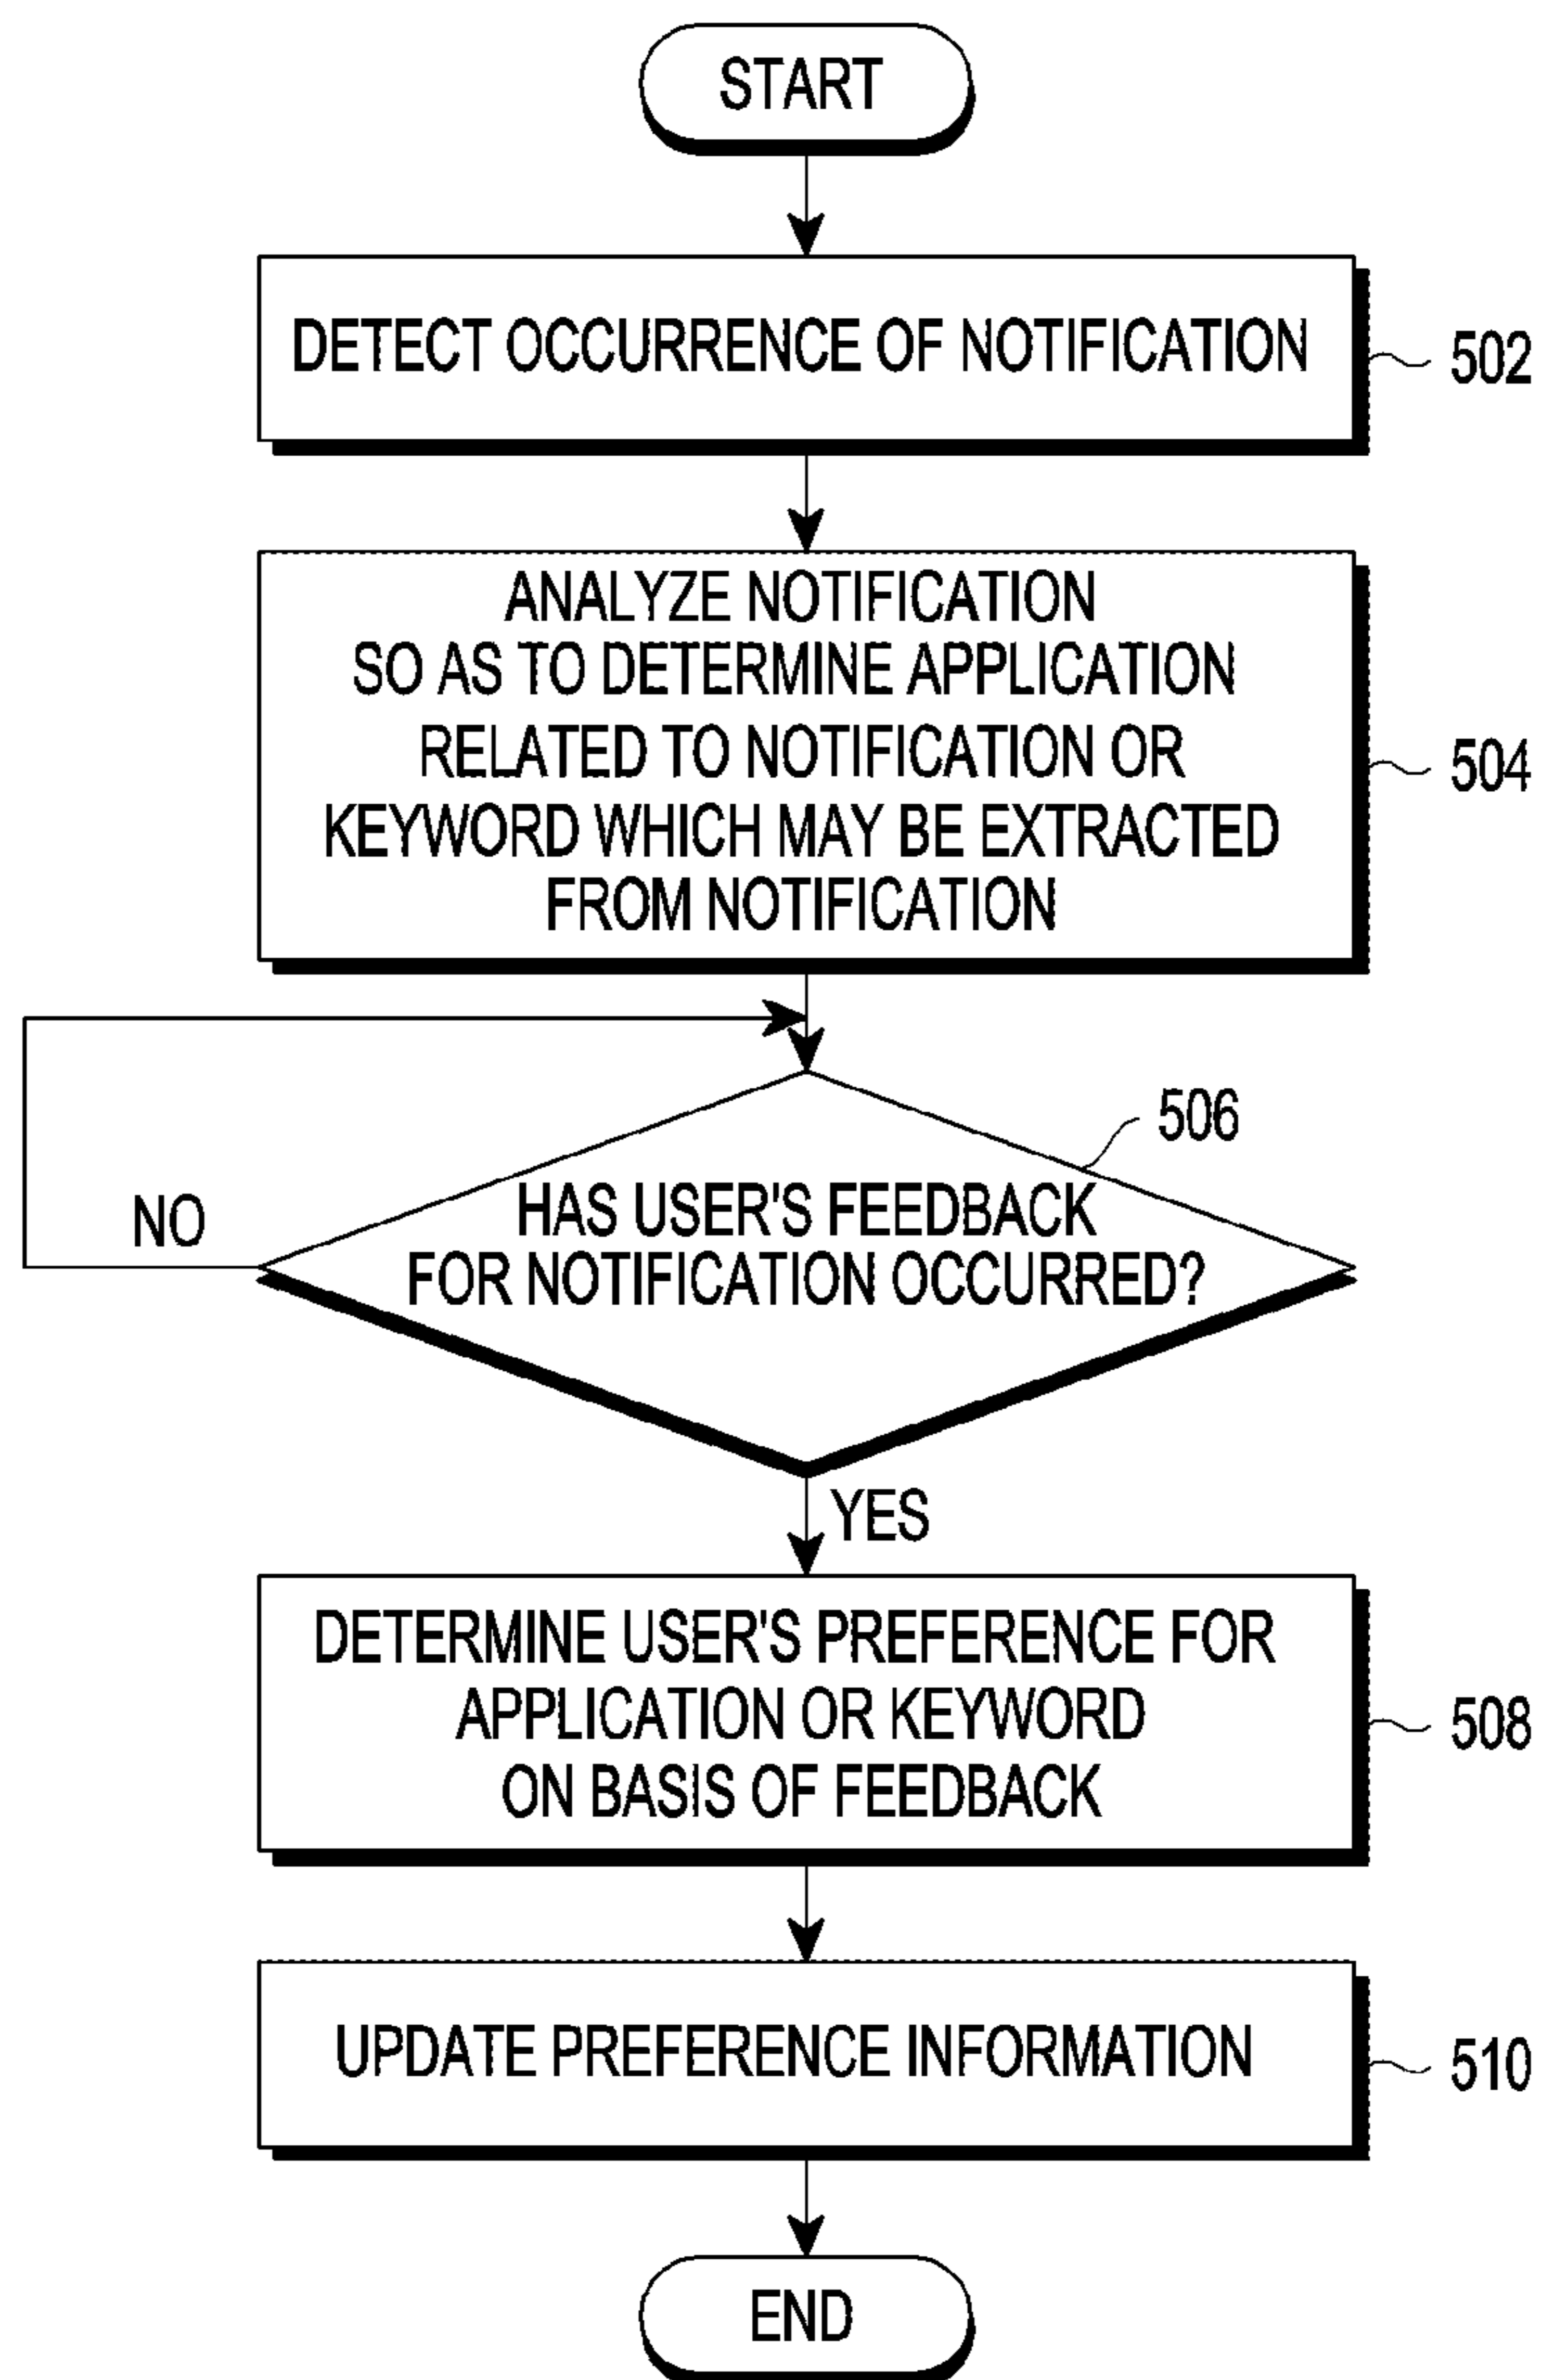 START
DETECT OCCURRENCE OF NOTIFICATION
502
ANALYZE NOTIFICATION
SO AS TO DETERMINE APPLICATION
RELATED TO NOTIFICATION OR
KEYWORD WHICH MAY BE EXTRACTED
FROM NOTIFICATION
504
506
HAS USER'S FEEDBACK
FOR NOTIFICATION OCCURRED?
NO
YES
DETERMINE USER'S PREFERENCE FOR
APPLICATION OR KEYWORD
ON BASIS OF FEEDBACK
508
UPDATE PREFERENCE INFORMATION
510
END